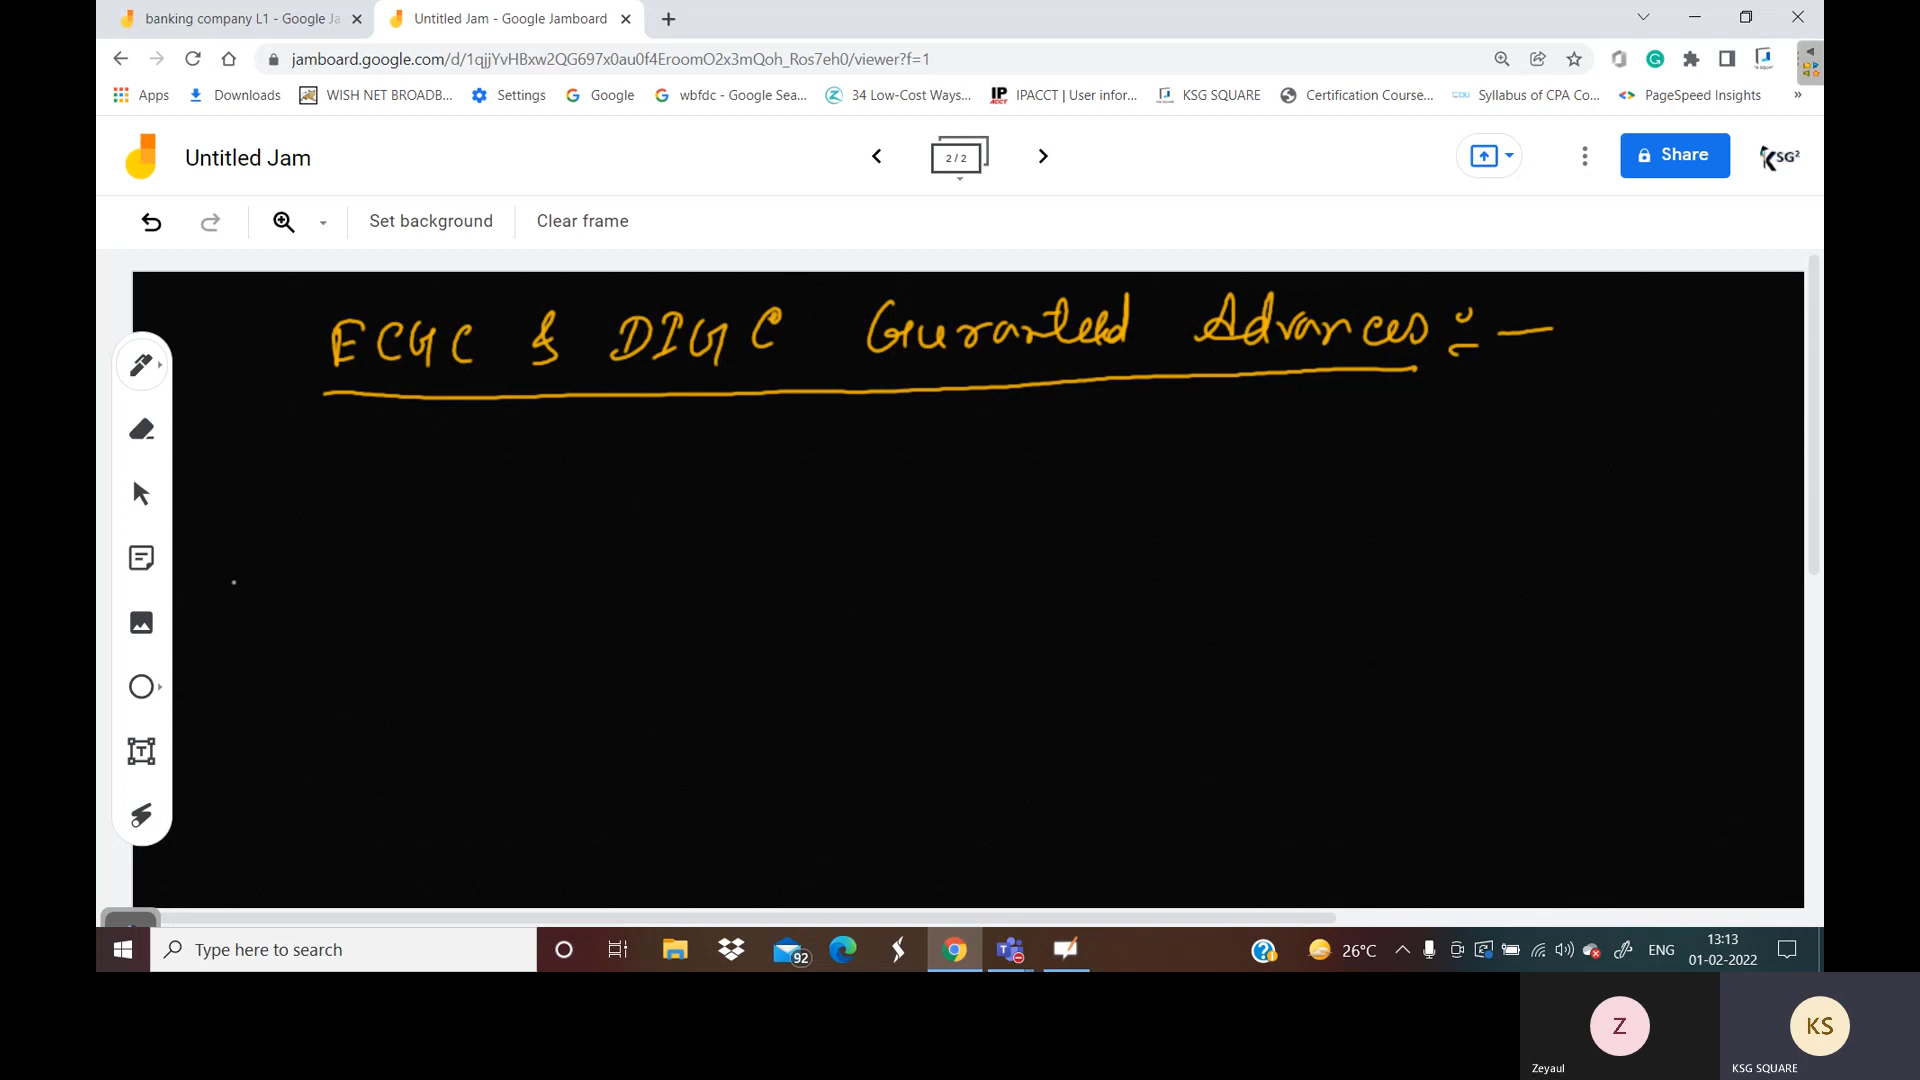 banking company L1 - Google Ja
Untitled Jam - Google Jamboard
jamboard.google.com/d/1qjjYvHBxw2QG697x0au0f4EroomO2x3mQoh_Ros7eh0/viewer?f=1
Apps Downloads WISH NET BROADB... Settings Google wbfdc - Google Sea... 34 Low-Cost Ways... IPACCT | User infor... KSG SQUARE Certification Course... Syllabus of CPA Co... PageSpeed Insights »
Untitled Jam
2 / 2
Share
KSG²
Set background Clear frame
ECGC & DIGC Guranteed Advances :-
Type here to search
92
26°C
ENG
13:13
01-02-2022
Z
KS
Zeyaul
KSG SQUARE